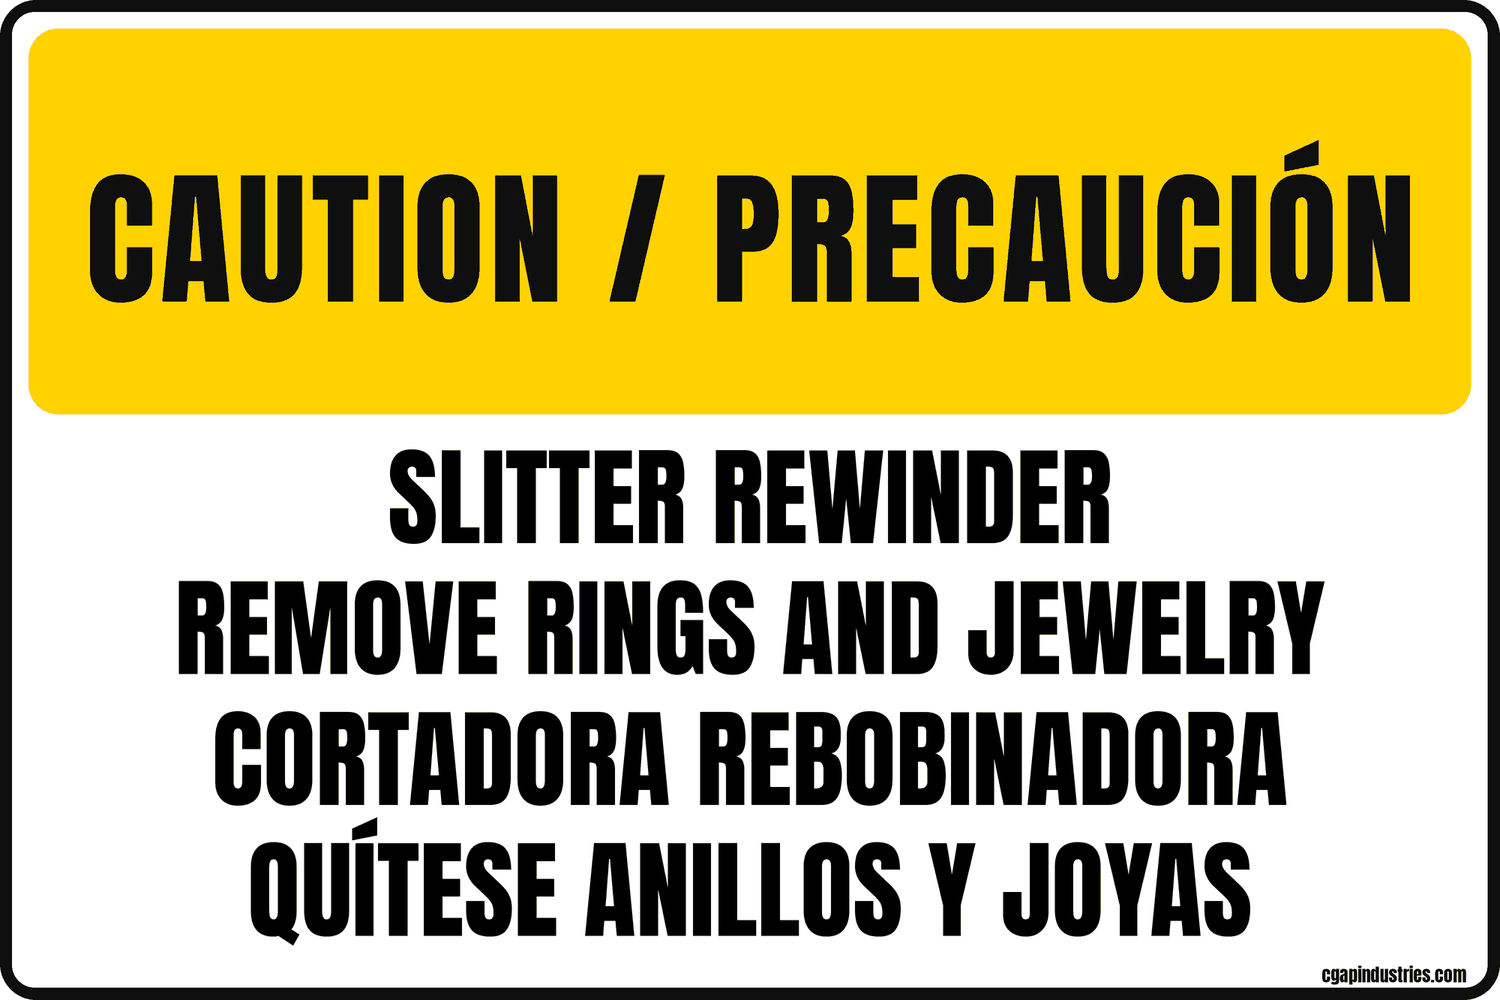 CAUTION / PRECAUCIÓN
SLITTER REWINDER
REMOVE RINGS AND JEWELRY
CORTADORA REBOBINADORA
QUÍTESE ANILLOS Y JOYAS
cgapindustries.com